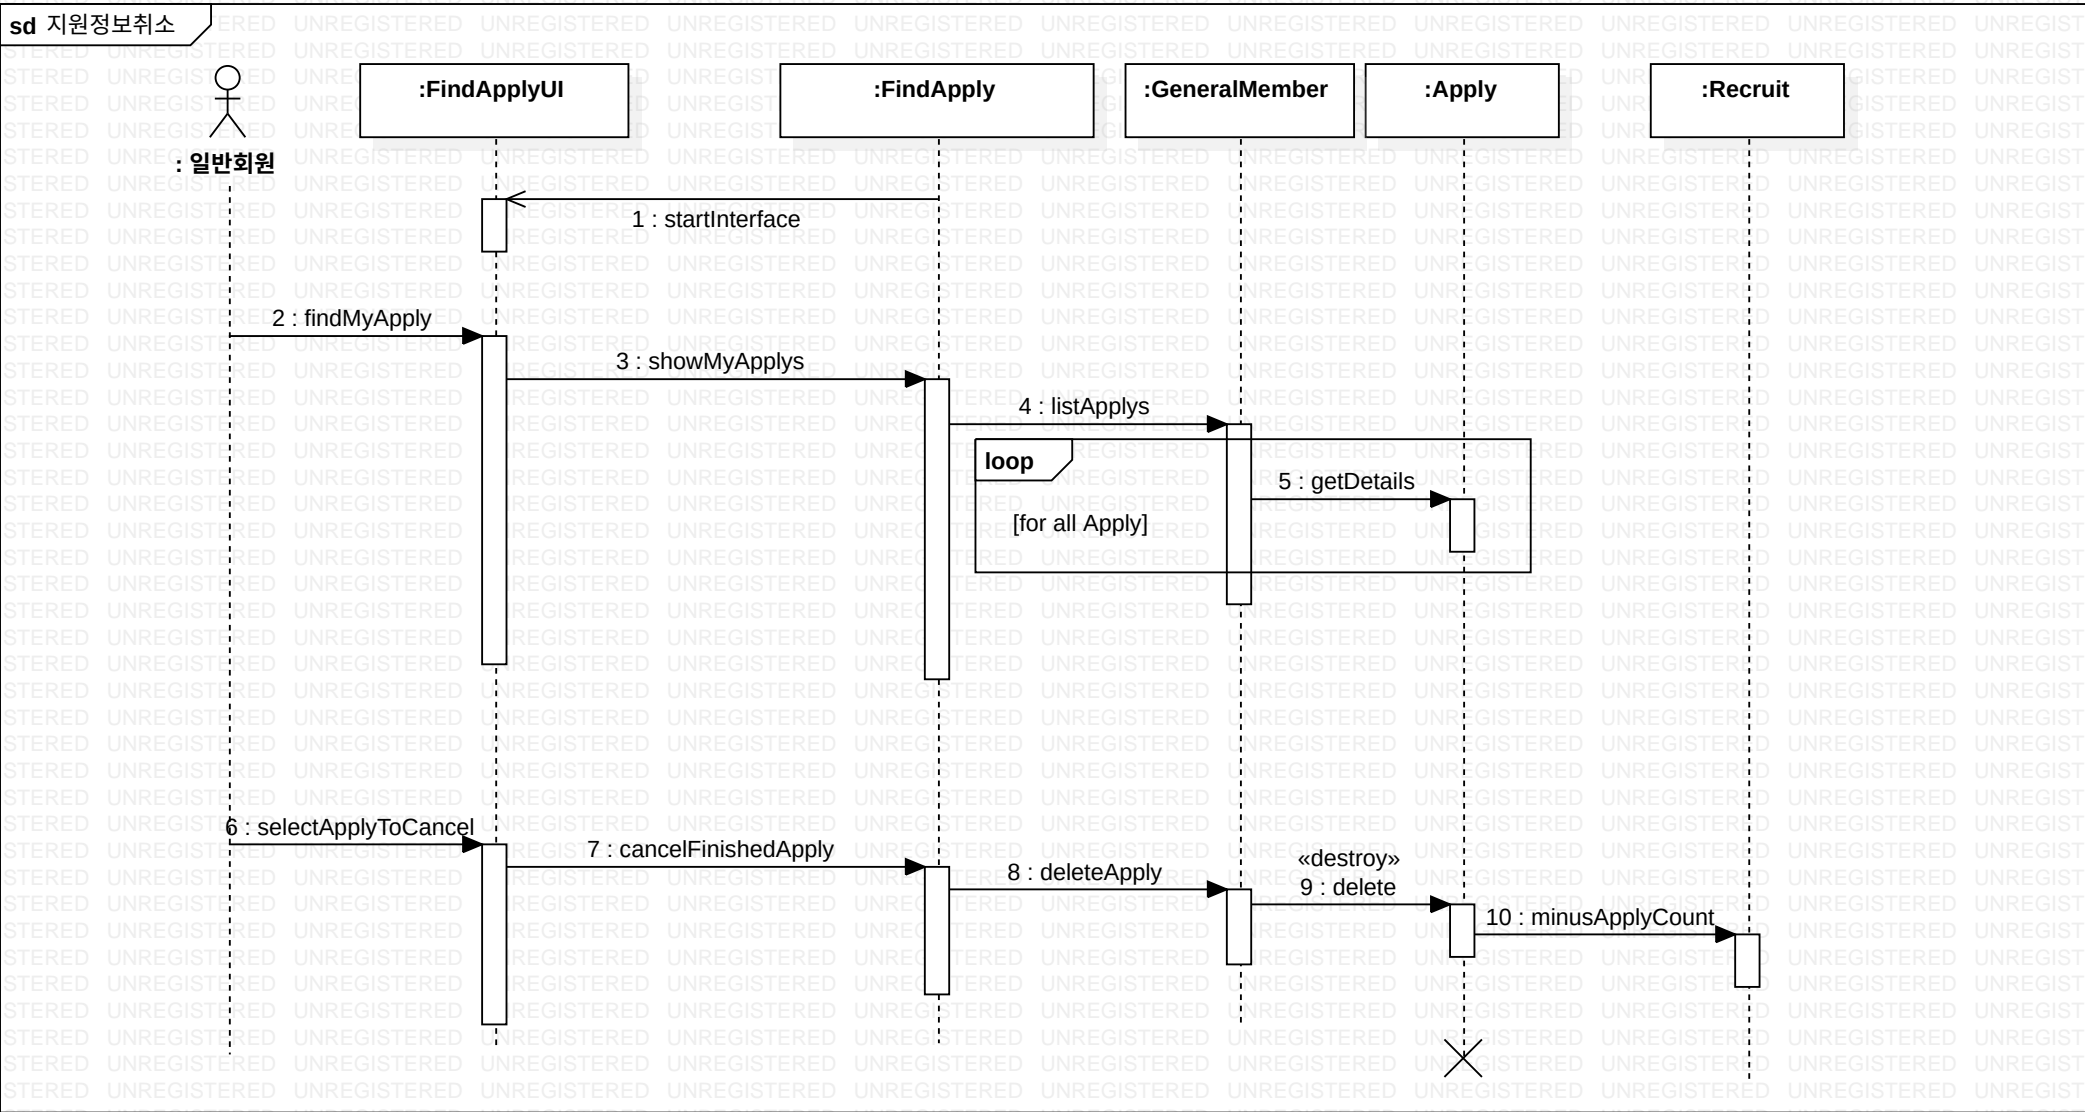 sd 지원정보취소
:FindApplyUI
:FindApply
:GeneralMember
:Apply
:Recruit
: 일반회원
1 : startInterface
2 : findMyApply
3 : showMyApplys
4 : listApplys
loop
5 : getDetails
[for all Apply]
6 : selectApplyToCancel
7 : cancelFinishedApply
8 : deleteApply
«destroy»
9 : delete
10 : minusApplyCount
UNREGISTERED